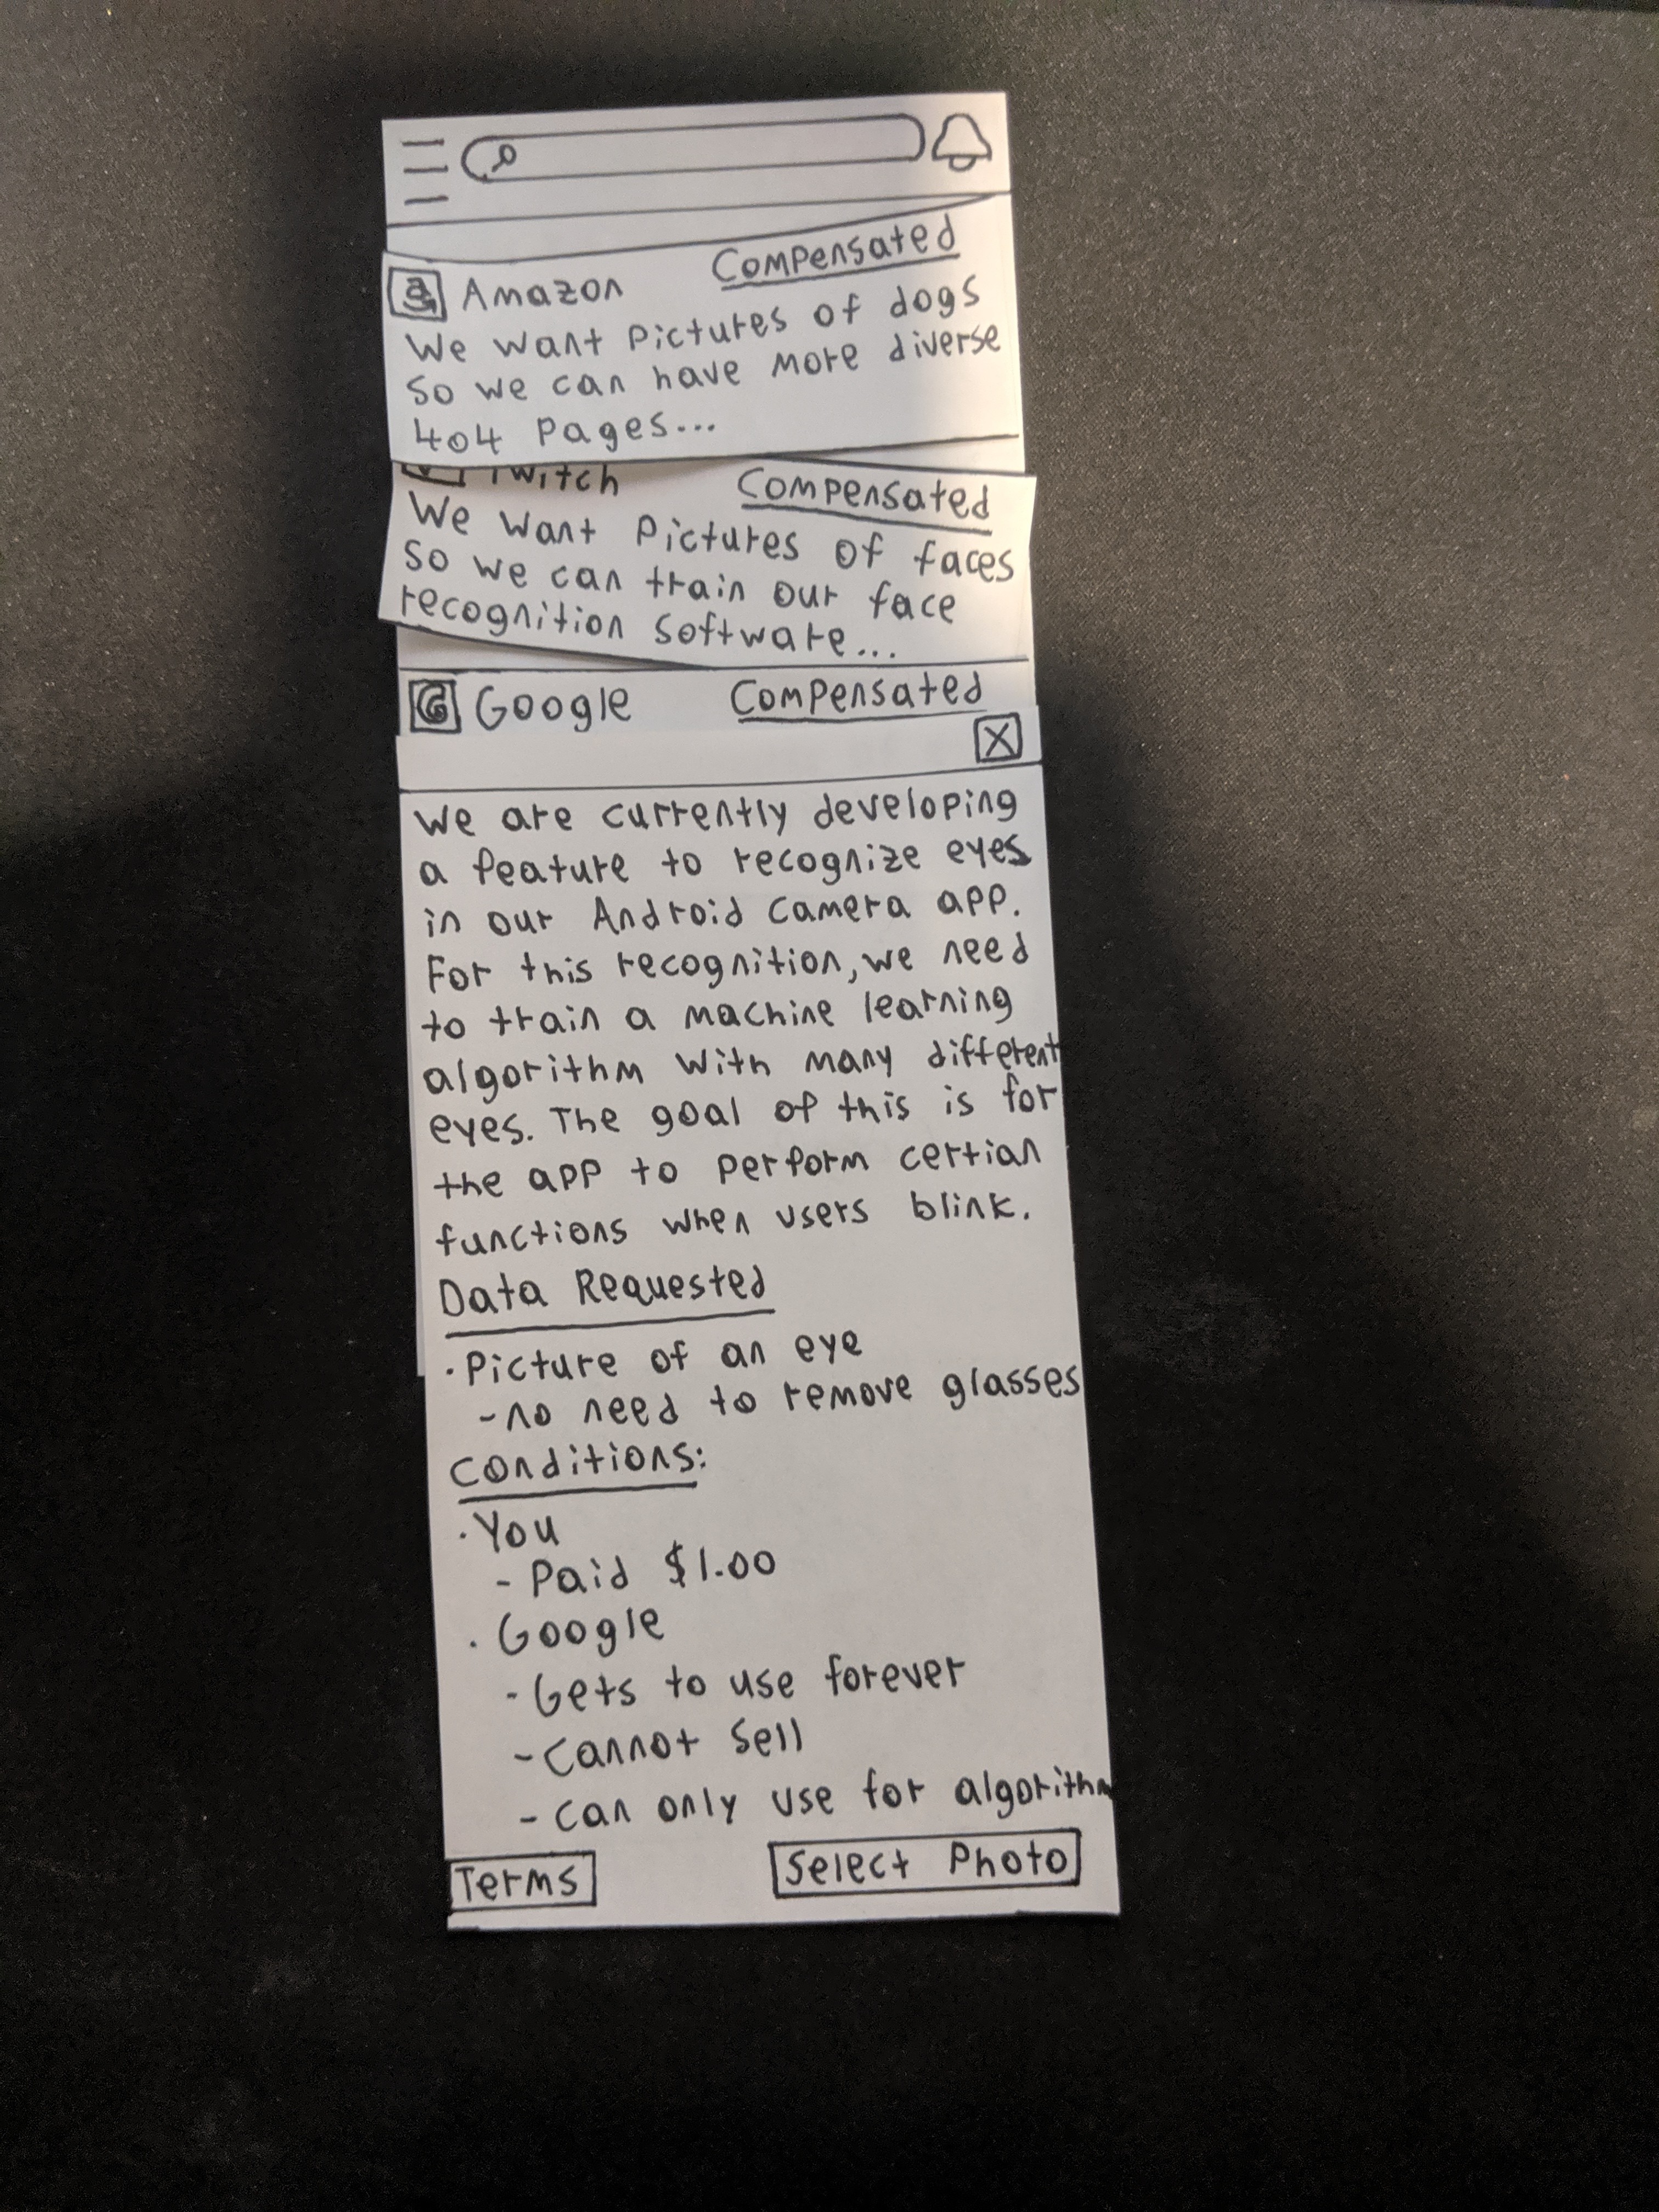 a Amazon Compensated
We want pictures of dogs
so we can have more diverse
404 pages...
Twitch Compensated
We want pictures of faces
so we can train our face
recognition software...
G Google Compensated
X
We are currently developing
a feature to recognize eyes
in our Android camera app.
For this recognition, we need
to train a machine learning
algorithm with many different
eyes. The goal of this is for
the app to perform certian
functions when users blink.
Data Requested
· Picture of an eye
- no need to remove glasses
Conditions:
· You
- Paid $1.00
· Google
- Gets to use forever
- Cannot sell
- can only use for algorithm
Terms Select Photo